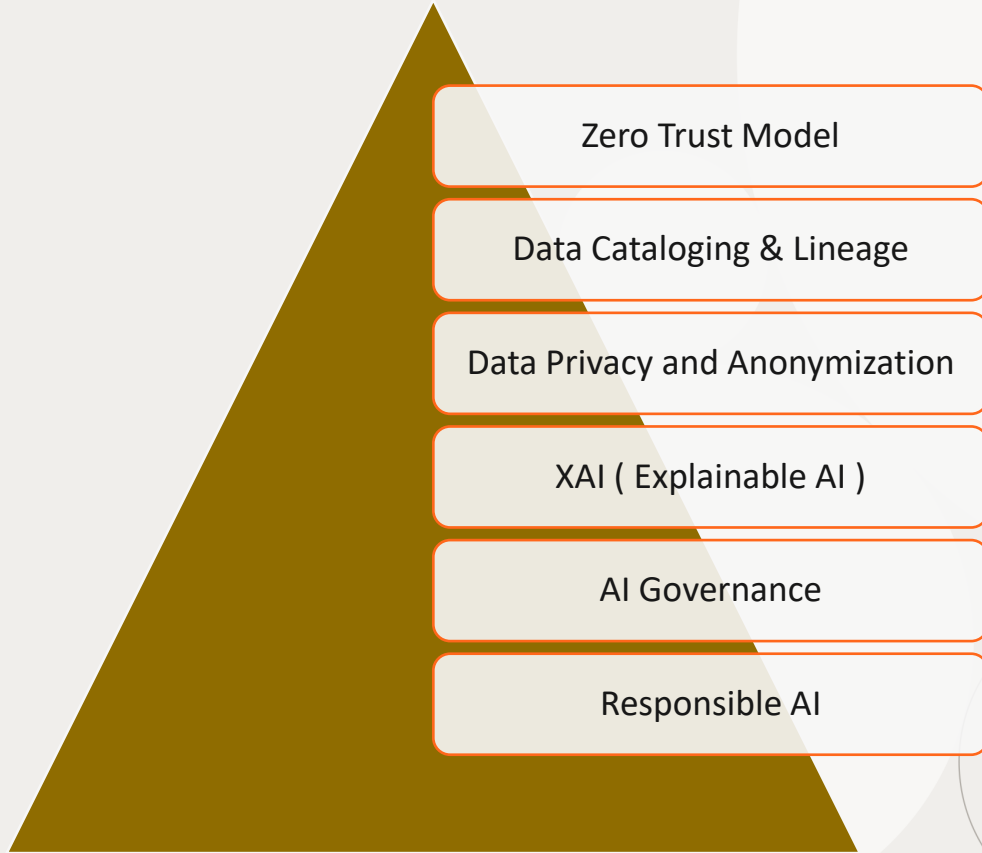 Zero Trust Model
Data Cataloging & Lineage
Data Privacy and Anonymization
XAI ( Explainable AI )
AI Governance
Responsible AI